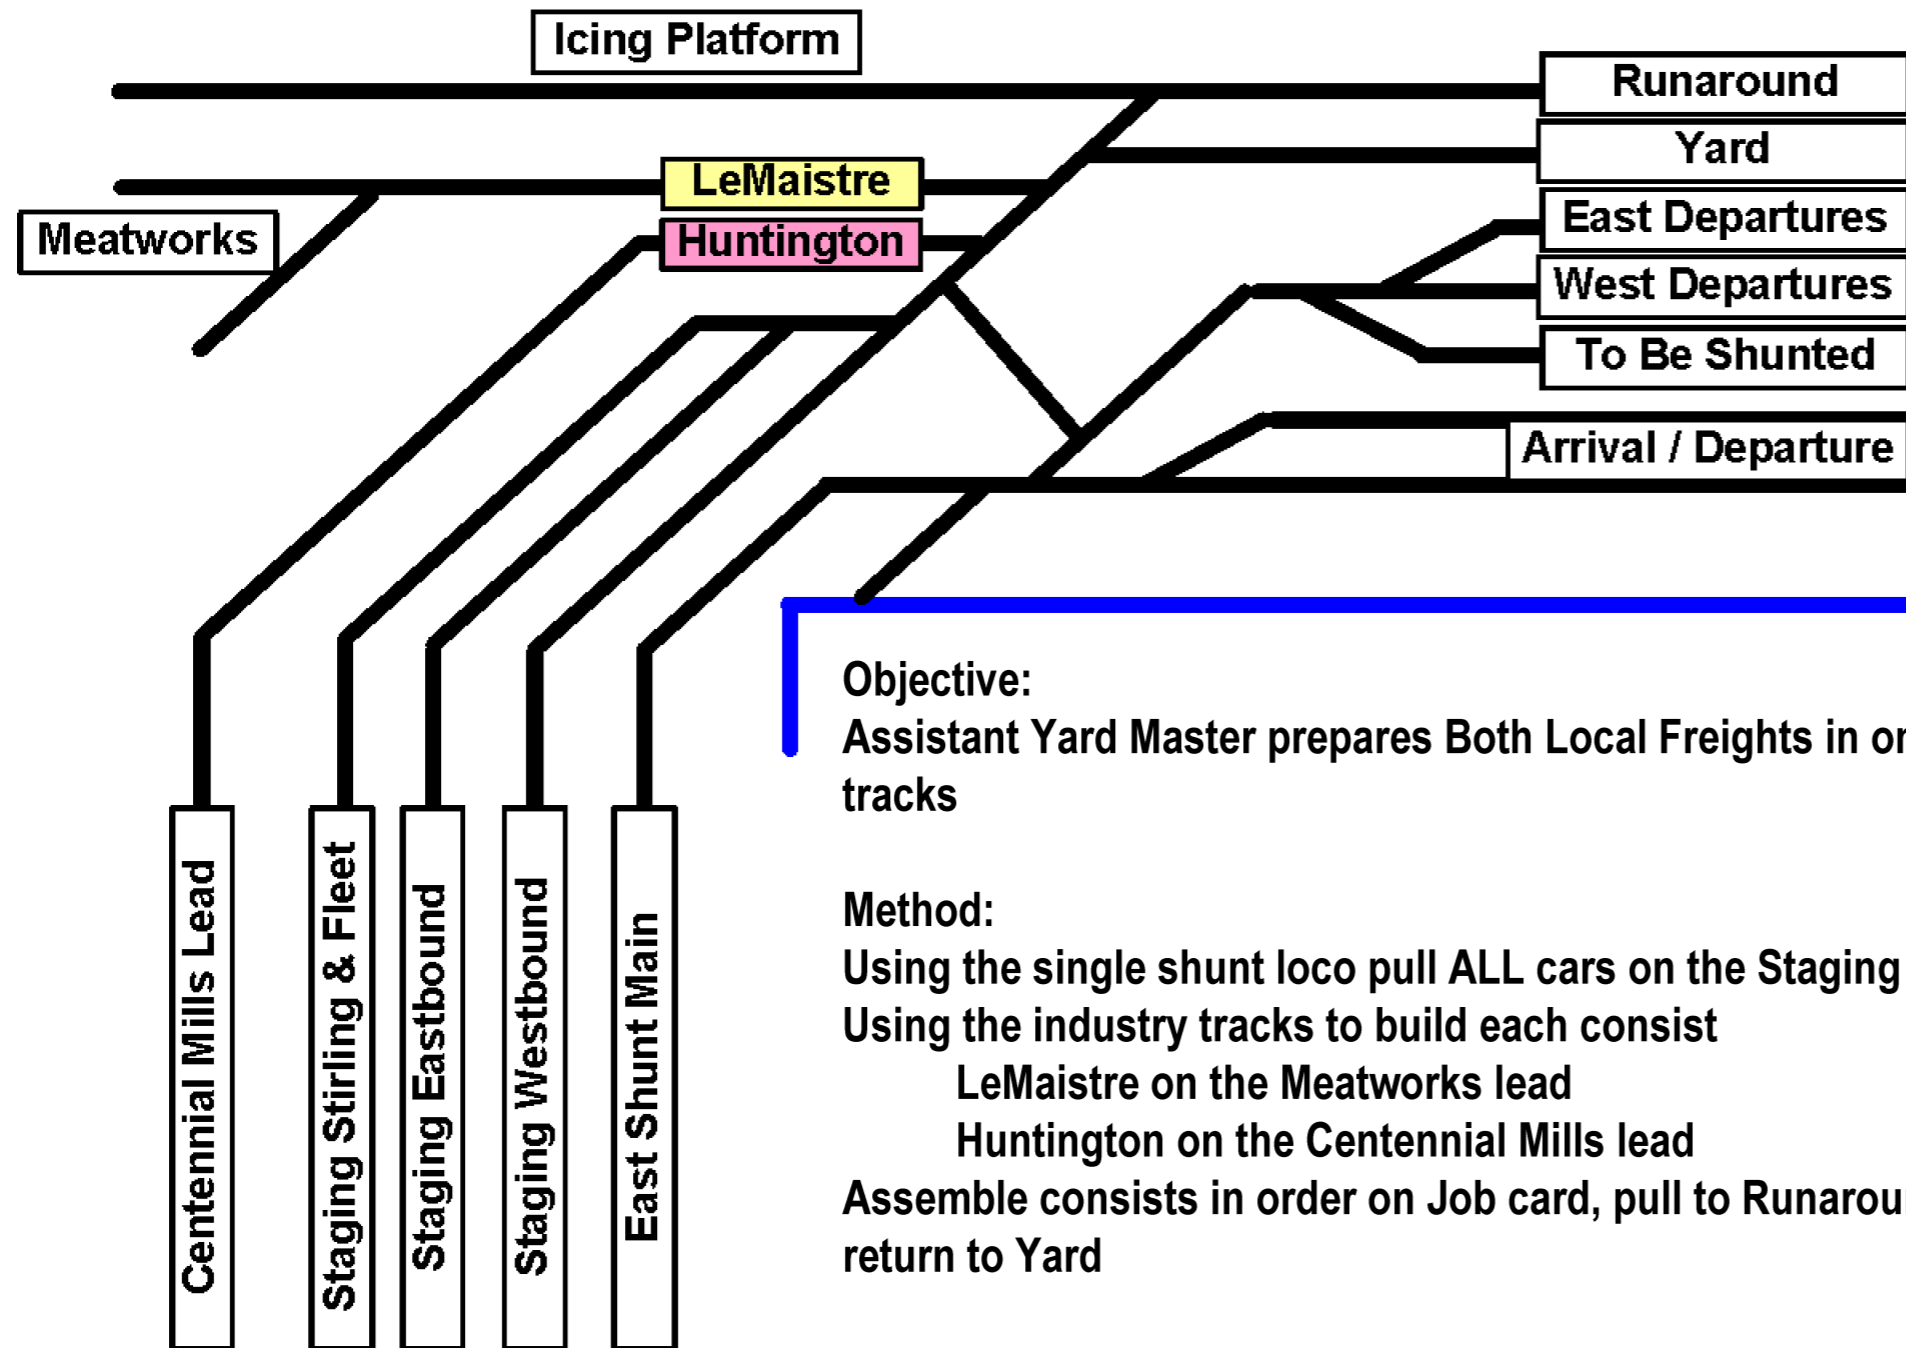 Icing Platform
Runaround
Yard
LeMaistre
East Departures
Meatworks
Huntington
West Departures
To Be Shunted
Arrival / Departure
Centennial Mills Lead
Staging Stirling & Fleet
Staging Eastbound
Staging Westbound
East Shunt Main
Objective:
Assistant Yard Master prepares Both Local Freights in
tracks
Method:
Using the single shunt loco pull ALL cars on the Staging
Using the industry tracks to build each consist
LeMaistre on the Meatworks lead
Huntington on the Centennial Mills lead
Assemble consists in order on Job card, pull to
return to Yard